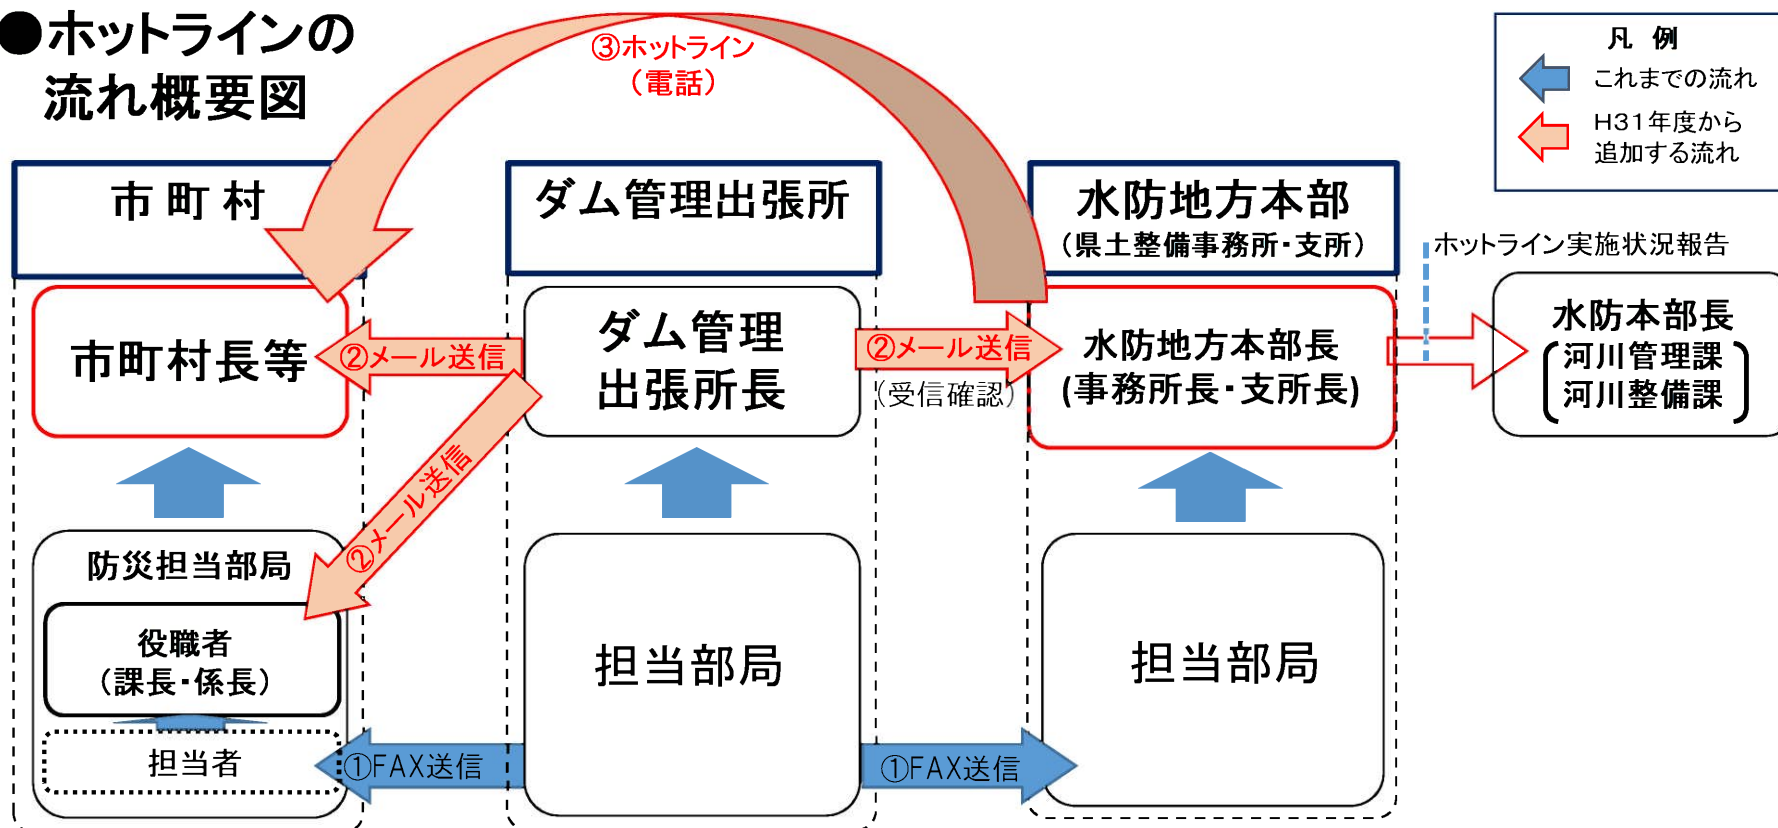 ●ホットラインの
流れ概要図
③ホットライン
（電話）
凡 例
これまでの流れ
H31年度から
追加する流れ
市町村
ダム管理出張所
水防地方本部
（県土整備事務所・支所）
ホットライン実施状況報告
市町村長等
②メール送信
ダム管理
出張所長
②メール送信
（受信確認）
水防地方本部長
(事務所長・支所長)
水防本部長
河川管理課
河川整備課
②メール送信
防災担当部局
役職者
（課長・係長）
担当者
①FAX送信
担当部局
①FAX送信
担当部局